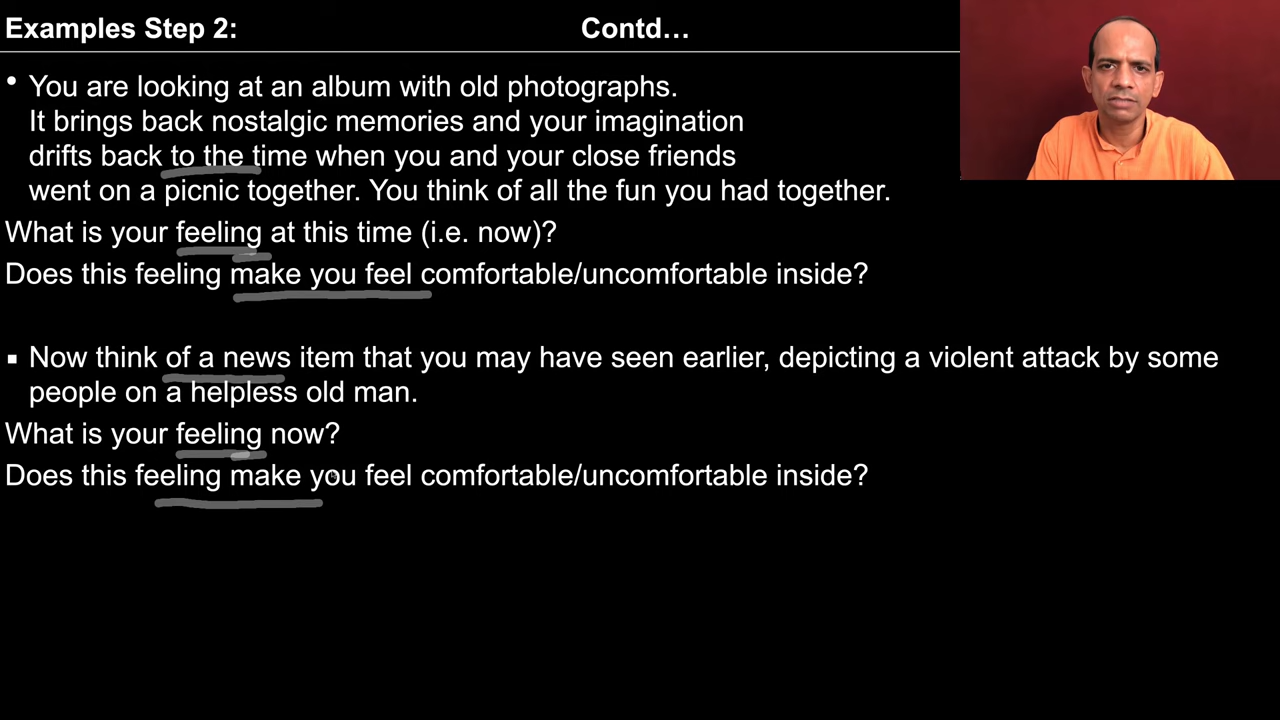 Examples Step 2: Contd…
• You are looking at an album with old photographs.
It brings back nostalgic memories and your imagination
drifts back to the time when you and your close friends
went on a picnic together. You think of all the fun you had together.
What is your feeling at this time (i.e. now)?
Does this feeling make you feel comfortable/uncomfortable inside?
▪ Now think of a news item that you may have seen earlier, depicting a violent attack by some
people on a helpless old man.
What is your feeling now?
Does this feeling make you feel comfortable/uncomfortable inside?